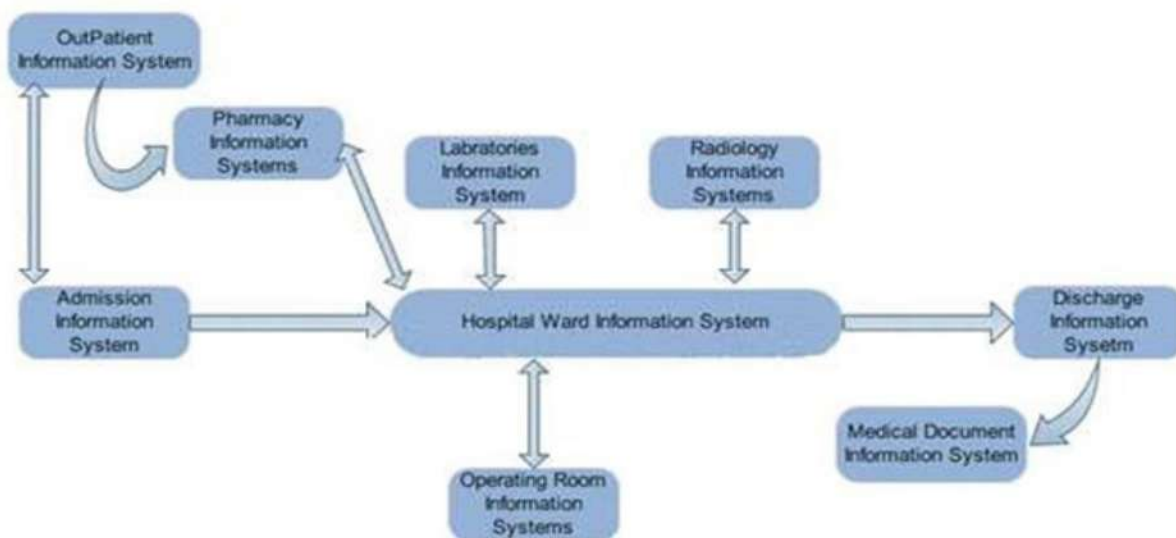 OutPatient
Information System
Pharmacy
Information
Systems
Labratories
Information
System
Radiology
Information
Systems
Admission
Information
System
Hospital Ward Information System
Discharge
Information
Sysetm
Medical Document
Information System
Operating Room
Information
Systems